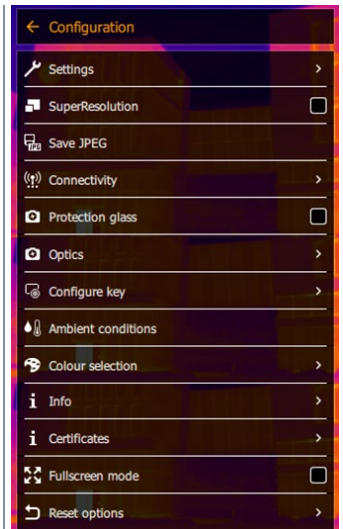 Configuration
Settings
SuperResolution
Save JPEG
Connectivity
Protection glass
Optics
Configure key
Ambient conditions
Colour selection
Info
Certificates
Fullscreen mode
Reset options